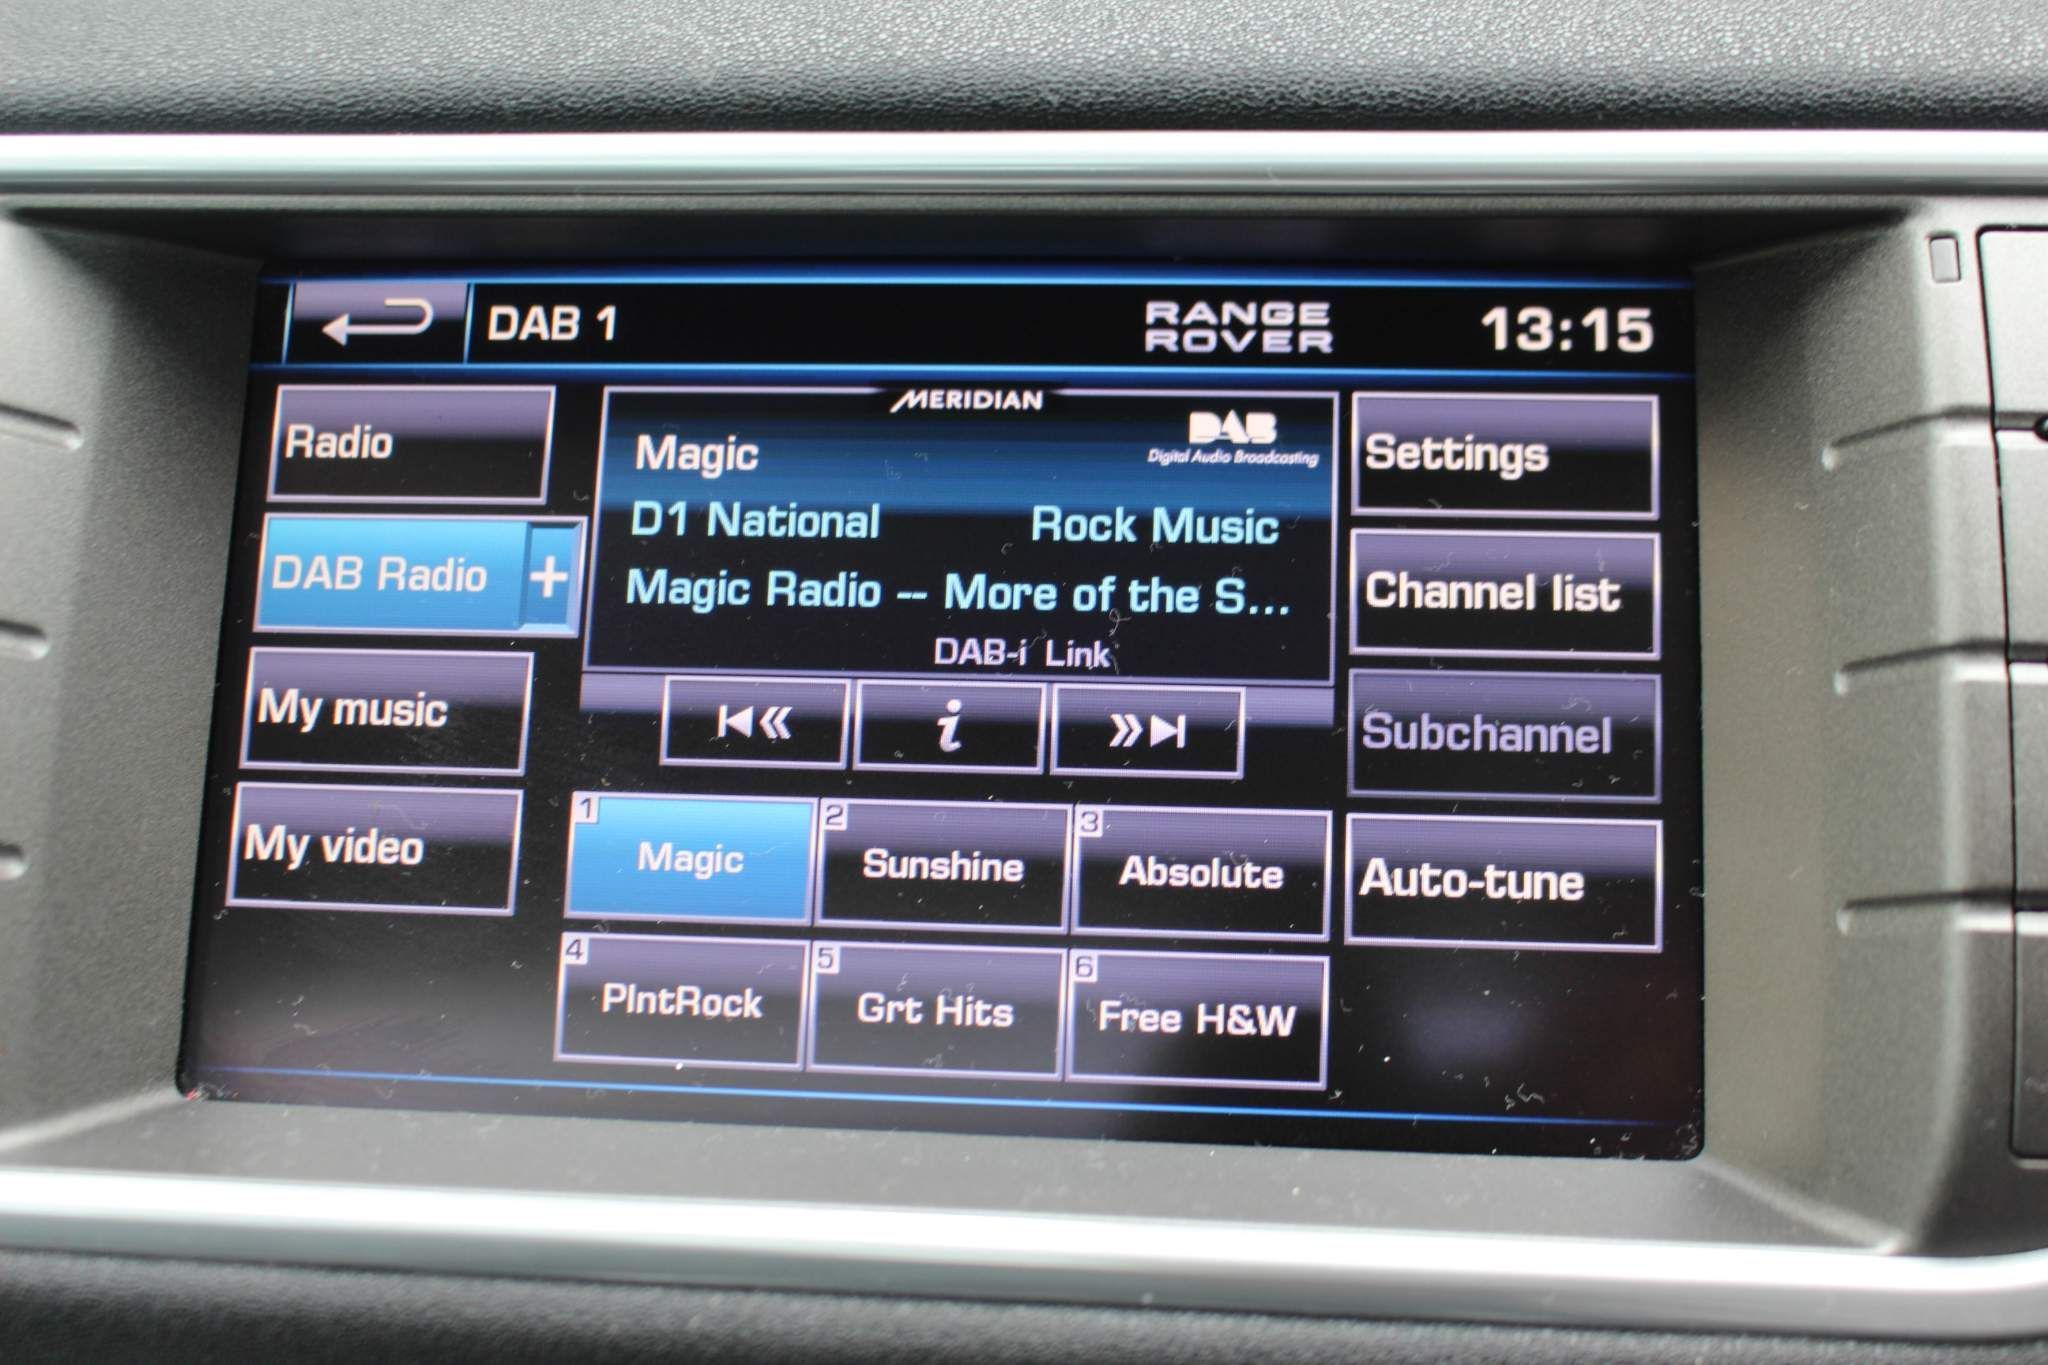 DAB 1
RANGE
ROVER
13:15
Radio
DAB Radio +
My music
My video
MERIDIAN
DAB
Digital Audio Broadcasting
Magic
D1 National Rock Music
Magic Radio -- More of the S...
DAB-i Link
i
1 Magic
2 Sunshine
3 Absolute
4 PlntRock
5 Grt Hits
6 Free H&W
Settings
Channel list
Subchannel
Auto-tune